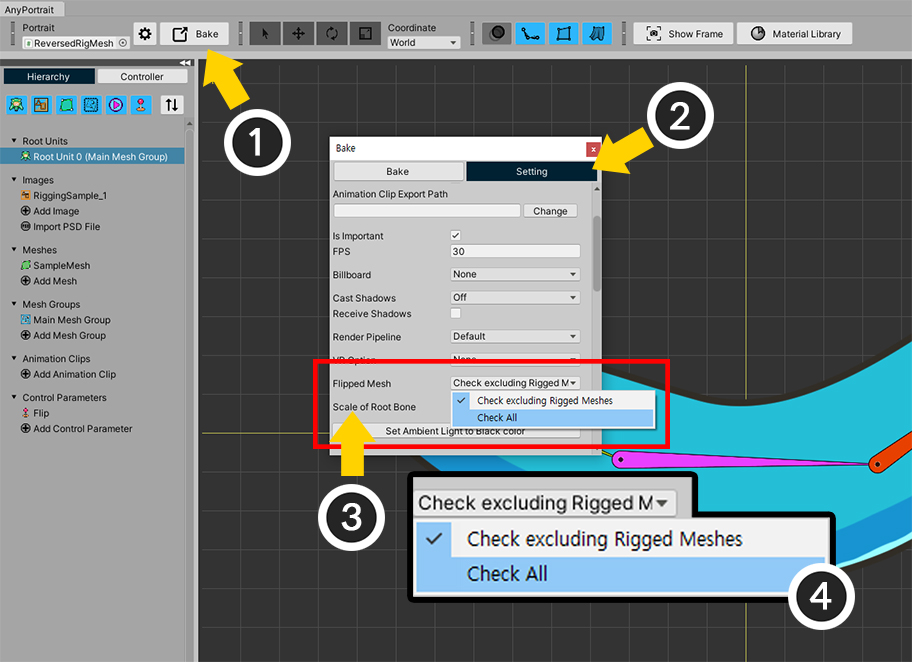 AnyPortrait
Portrait
ReversedRigMesh
Bake
Coordinate
World
Show Frame
Material Library
Hierarchy
Controller
Root Units
Root Unit 0 (Main Mesh Group)
Images
RiggingSample_1
Add Image
Import PSD File
Meshes
SampleMesh
Add Mesh
Mesh Groups
Main Mesh Group
Add Mesh Group
Animation Clips
Add Animation Clip
Control Parameters
Flip
Add Control Parameter
1
2
Bake
x
Bake
Setting
Animation Clip Export Path
Change
Is Important
FPS 30
Billboard None
Cast Shadows Off
Receive Shadows
Render Pipeline Default
VR Option None
Flipped Mesh Check excluding Rigged M
Check excluding Rigged Meshes
Scale of Root Bone
Check All
Set Ambient Light to Black color
3
Check excluding Rigged M
Check excluding Rigged Meshes
Check All
4